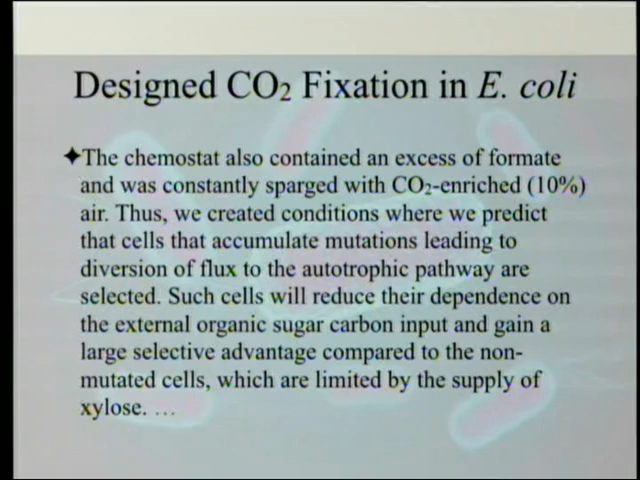 Designed CO₂ Fixation in E. coli
✦The chemostat also contained an excess of formate
and was constantly sparged with CO₂-enriched (10%)
air. Thus, we created conditions where we predict
that cells that accumulate mutations leading to
diversion of flux to the autotrophic pathway are
selected. Such cells will reduce their dependence on
the external organic sugar carbon input and gain a
large selective advantage compared to the non-
mutated cells, which are limited by the supply of
xylose. …